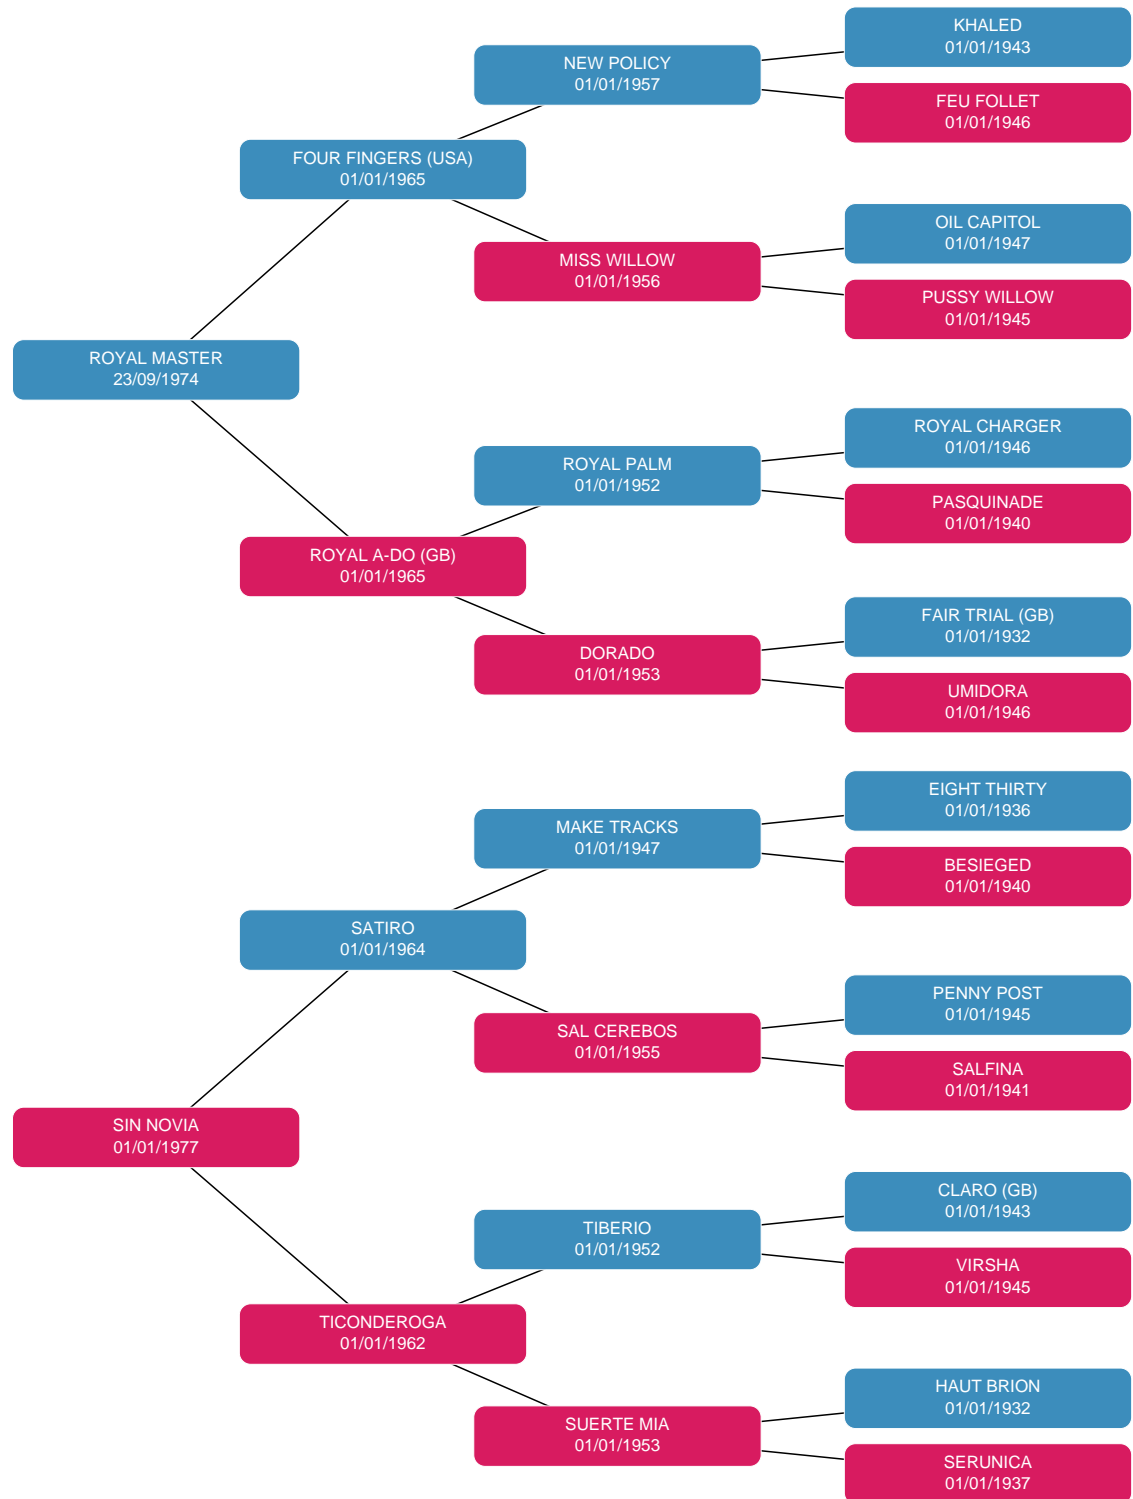 KHALED
01/01/1943
NEW POLICY
01/01/1957
FEU FOLLET
01/01/1946
FOUR FINGERS (USA)
01/01/1965
OIL CAPITOL
01/01/1947
MISS WILLOW
01/01/1956
PUSSY WILLOW
01/01/1945
ROYAL MASTER
23/09/1974
ROYAL CHARGER
01/01/1946
ROYAL PALM
01/01/1952
PASQUINADE
01/01/1940
ROYAL A-DO (GB)
01/01/1965
FAIR TRIAL (GB)
01/01/1932
DORADO
01/01/1953
UMIDORA
01/01/1946
EIGHT THIRTY
01/01/1936
MAKE TRACKS
01/01/1947
BESIEGED
01/01/1940
SATIRO
01/01/1964
PENNY POST
01/01/1945
SAL CEREBOS
01/01/1955
SALFINA
01/01/1941
SIN NOVIA
01/01/1977
CLARO (GB)
01/01/1943
TIBERIO
01/01/1952
VIRSHA
01/01/1945
TICONDEROGA
01/01/1962
HAUT BRION
01/01/1932
SUERTE MIA
01/01/1953
SERUNICA
01/01/1937